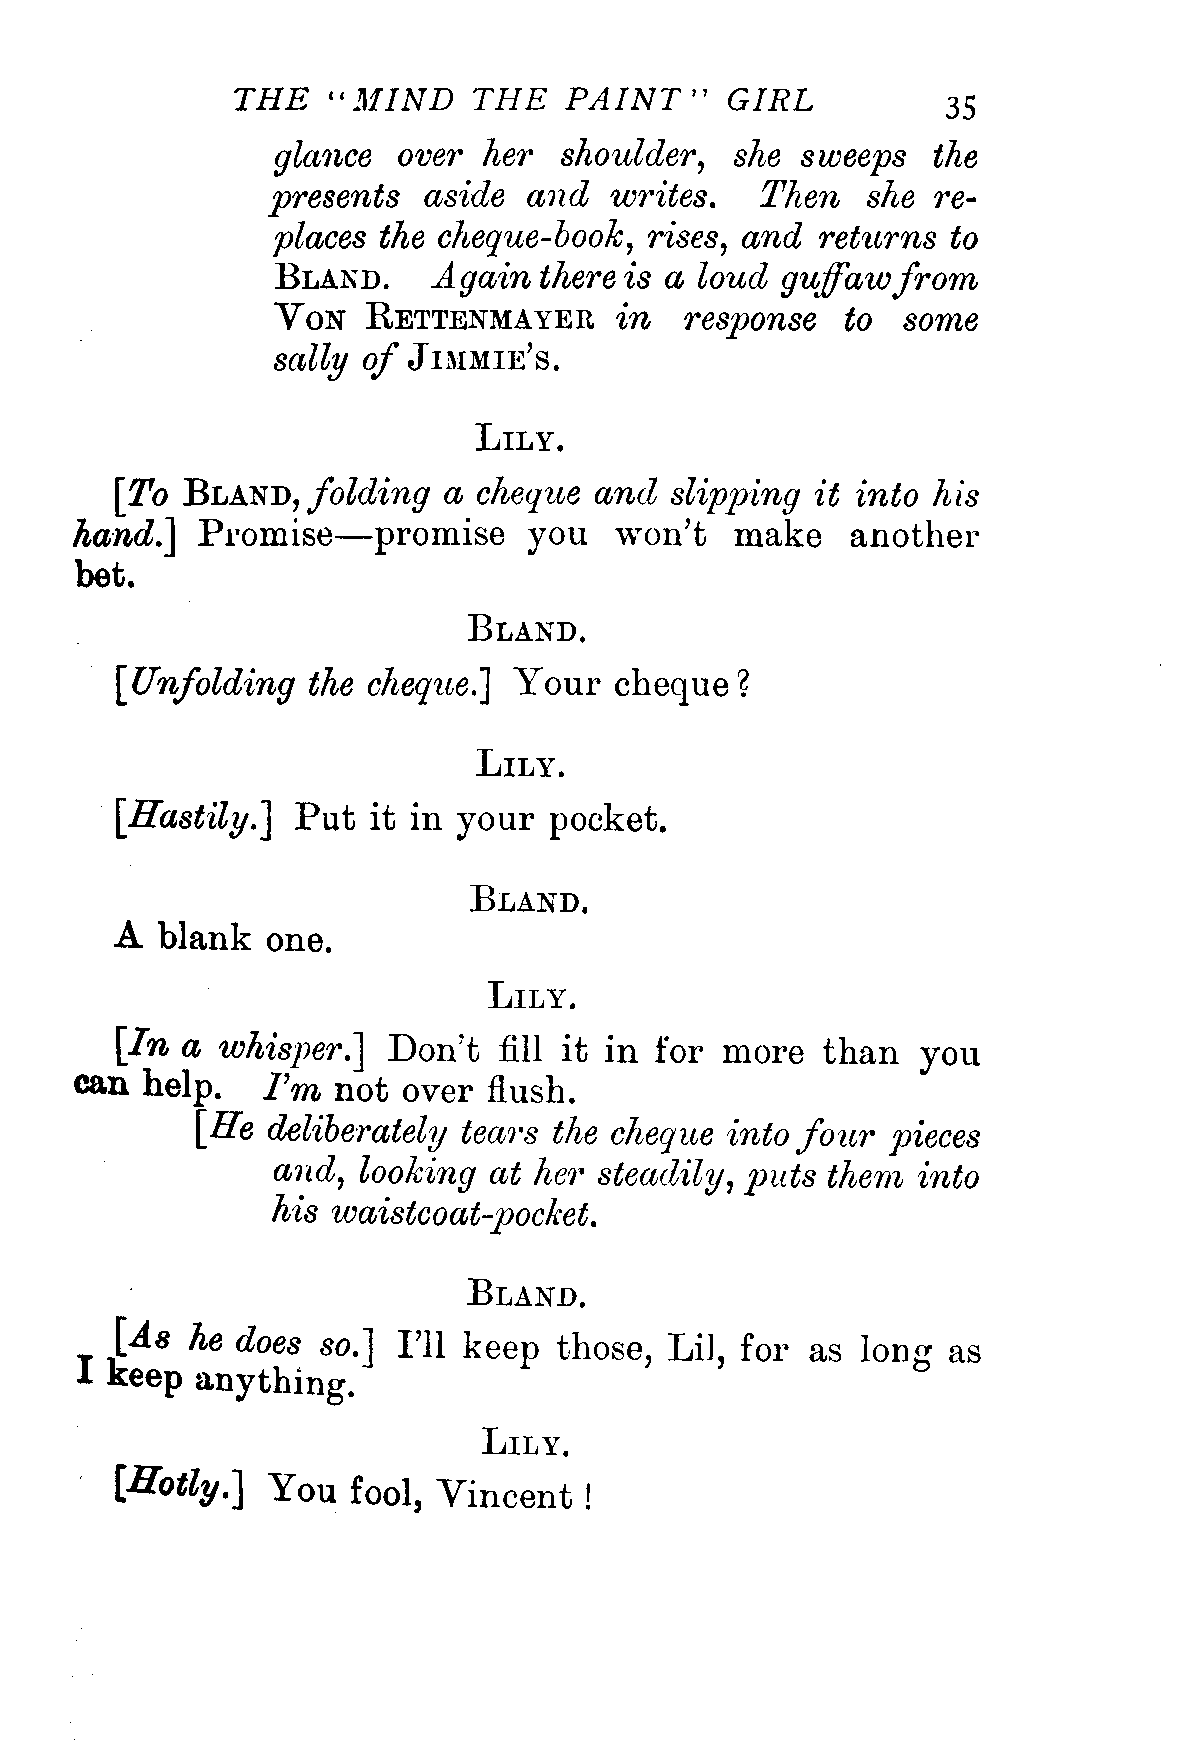 THE "MIND THE PAINT" GIRL 35
glance over her shoulder, she sweeps the
presents aside and writes. Then she re-
places the cheque-book, rises, and returns to
BLAND. Again there is a loud guffaw from
VON RETTENMAYER in response to some
sally of JIMMIE'S.
LILY.
[To BLAND, folding a cheque and slipping it into his
hand.] Promise—promise you won't make another
bet.
BLAND.
[Unfolding the cheque.] Your cheque?
LILY.
[Hastily.] Put it in your pocket.
BLAND.
A blank one.
LILY.
[In a whisper.] Don't fill it in for more than you
can help. I'm not over flush.
[He deliberately tears the cheque into four pieces
and, looking at her steadily, puts them into
his waistcoat-pocket.
BLAND.
[As he does so.] I'll keep those, Lil, for as long as
I keep anything.
LILY.
[Hotly.] You fool, Vincent!